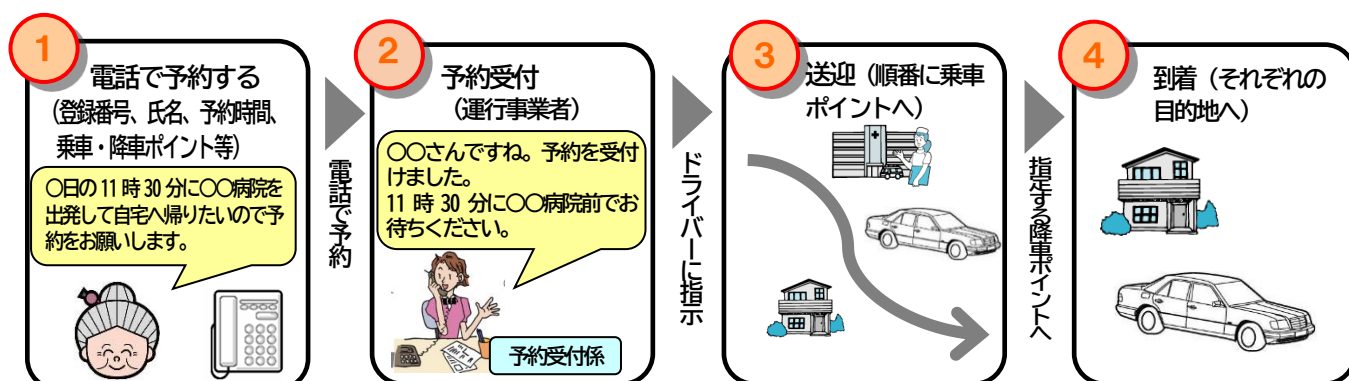 1
電話で予約する
(登録番号、氏名、予約時間、
乗車・降車ポイント等)
〇日の11時30分に〇〇病院を
出発して自宅へ帰りたいので予
約をお願いします。
電話で予約
2
予約受付
(運行事業者)
〇〇さんですね。予約を受付
けました。
11時30分に〇〇病院前でお
待ちください。
予約受付係
ドライバーに指示
3
送迎(順番に乗車
ポイントへ)
指定する降車ポイントへ
4
到着(それぞれの
目的地へ)